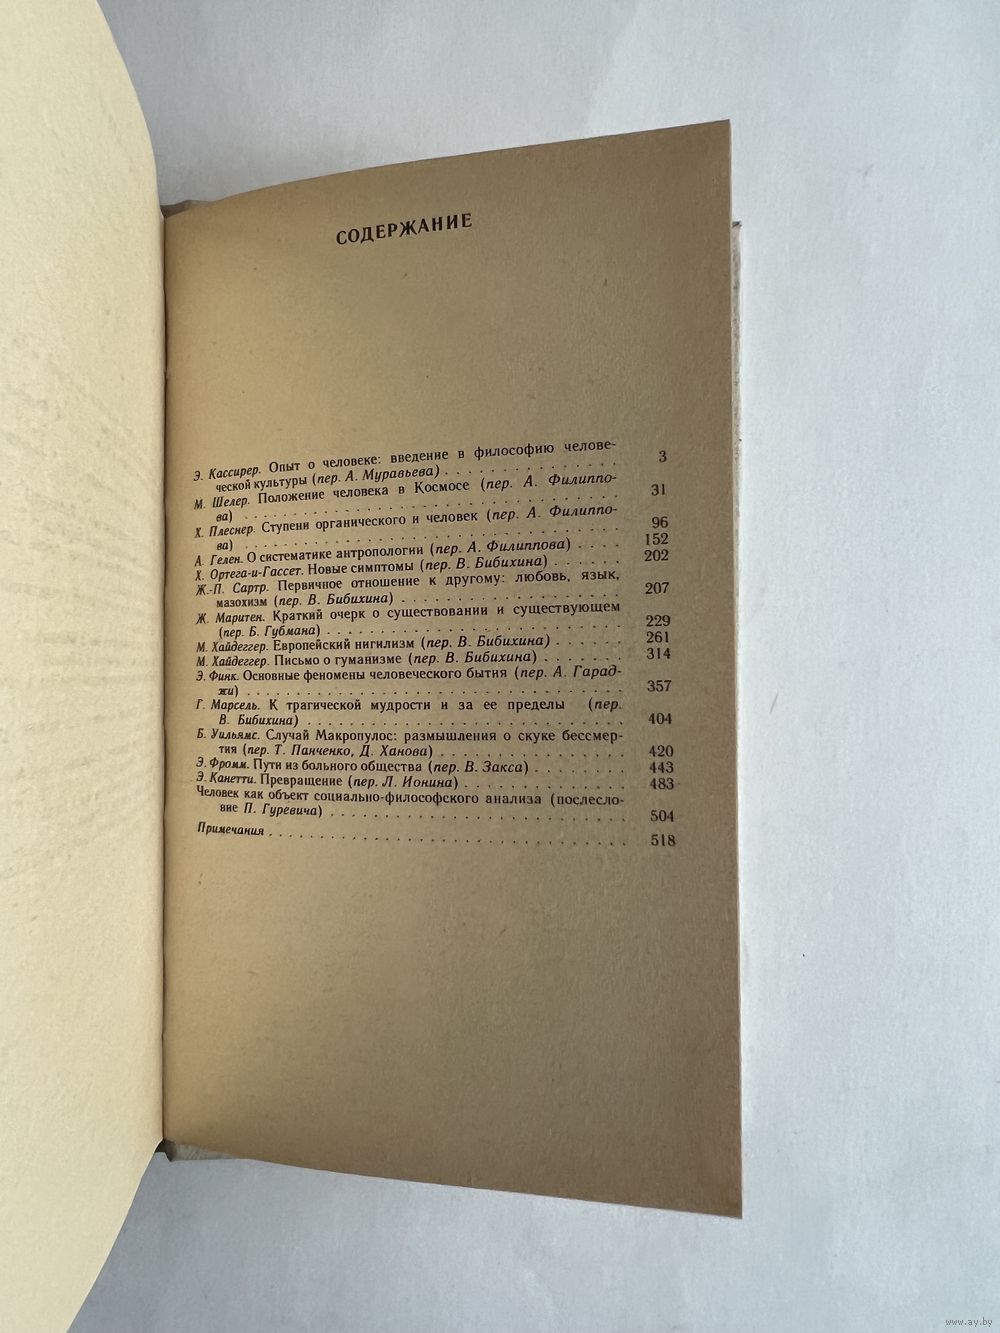 СОДЕРЖАНИЕ
Э. Кассирер. Опыт о человеке: введение в философию челове-
ческой культуры (пер. А. Муравьева) . . . . . . . . . . . . 3
М. Шелер. Положение человека в Космосе (пер. А. Филиппо-
ва) . . . . . . . . . . . . . . . . . . . . . . . . . . . . 31
Х. Плеснер. Ступени органического и человек (пер. А. Филиппо-
ва) . . . . . . . . . . . . . . . . . . . . . . . . . . . . 96
А. Гелен. О систематике антропологии (пер. А. Филиппова) . . . . 152
Х. Ортега-и-Гассет. Новые симптомы (пер. В. Бибихина) . . . . . 202
Ж.-П. Сартр. Первичное отношение к другому: любовь, язык,
мазохизм (пер. В. Бибихина) . . . . . . . . . . . . . . . . 207
Ж. Маритен. Краткий очерк о существовании и существующем
(пер. Б. Губмана) . . . . . . . . . . . . . . . . . . . . . 229
М. Хайдеггер. Европейский нигилизм (пер. В. Бибихина) . . . . . 261
М. Хайдеггер. Письмо о гуманизме (пер. В. Бибихина) . . . . . . 314
Э. Финк. Основные феномены человеческого бытия (пер. А. Гарад-
жи) . . . . . . . . . . . . . . . . . . . . . . . . . . . . 357
Г. Марсель. К трагической мудрости и за ее пределы (пер.
В. Бибихина) . . . . . . . . . . . . . . . . . . . . . . . 404
Б. Уильямс. Случай Макропулос: размышления о скуке бессмер-
тия (пер. Т. Панченко, Д. Ханова) . . . . . . . . . . . . . 420
Э. Фромм. Пути из больного общества (пер. В. Закса) . . . . . . 443
Э. Канетти. Превращение (пер. Л. Ионина) . . . . . . . . . . . 483
Человек как объект социально-философского анализа (послесло-
вие П. Гуревича) . . . . . . . . . . . . . . . . . . . . . 504
Примечания . . . . . . . . . . . . . . . . . . . . . . . . 518
www.ay.by